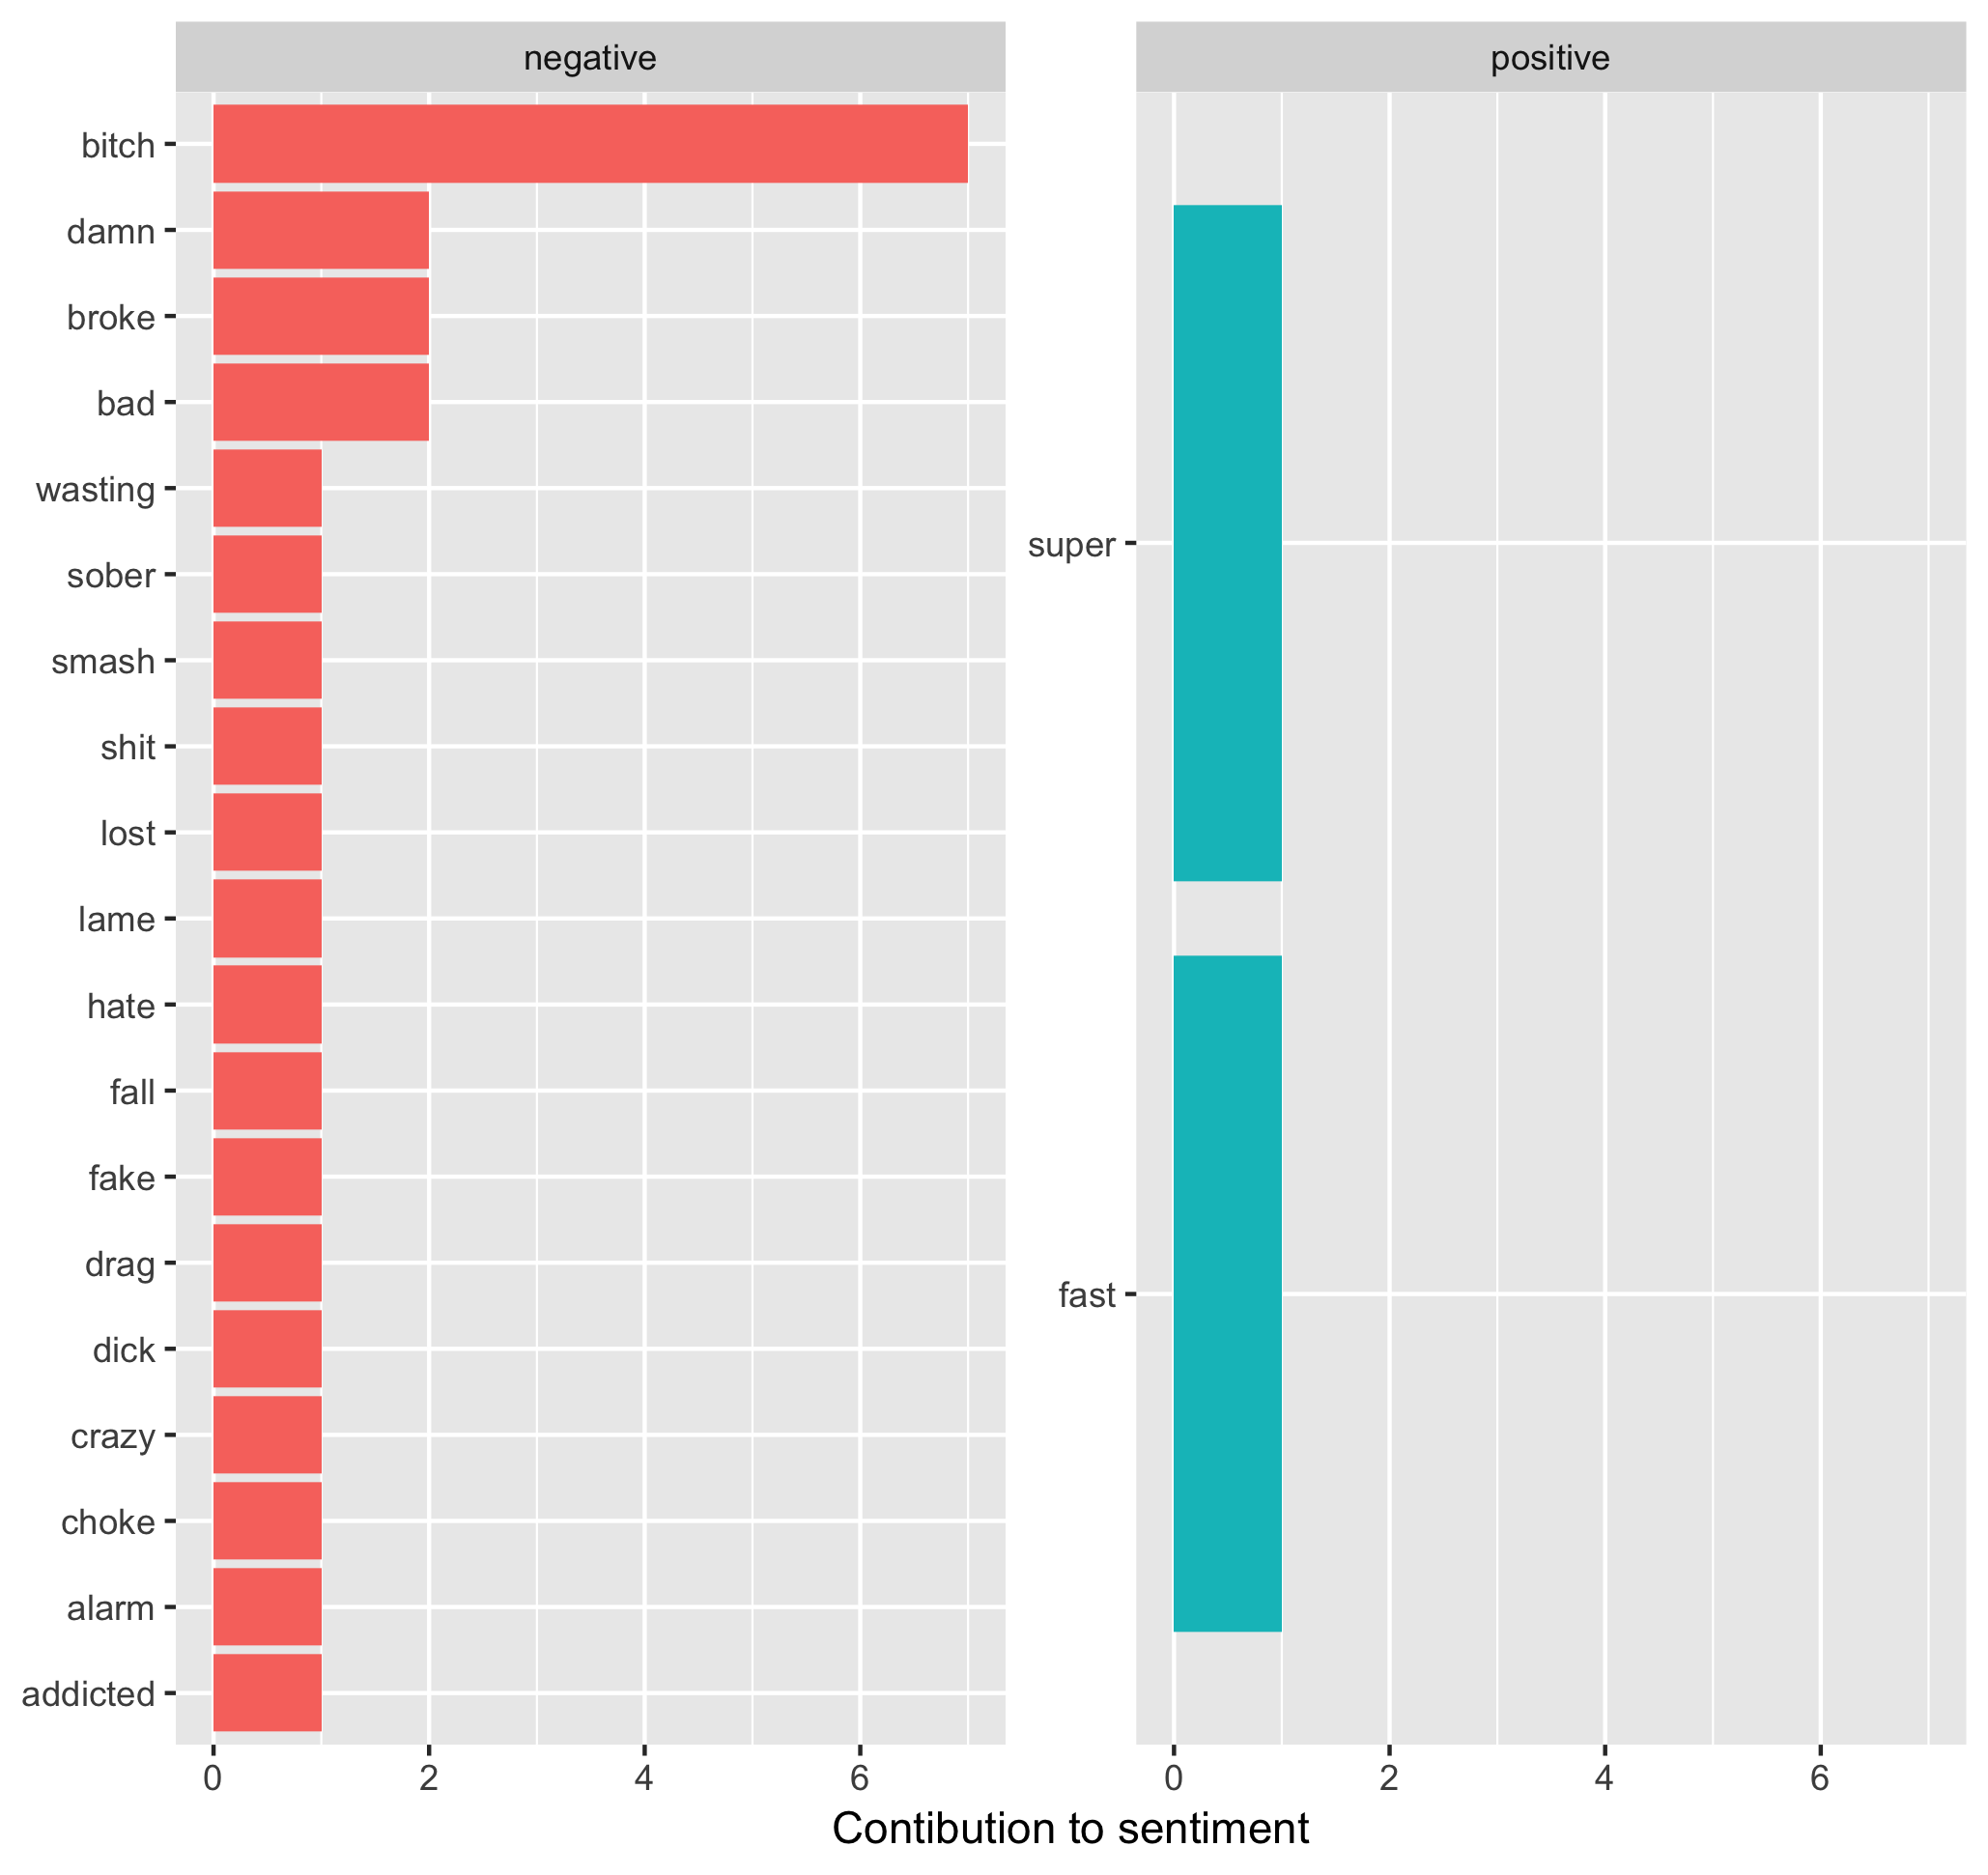 negative
bitch
damn
broke
bad
wasting
sober
smash
shit
lost
lame
hate
fall
fake
drag
dick
crazy
choke
alarm
addicted
0 2 4 6
positive
super
fast
0 2 4 6
Contibution to sentiment